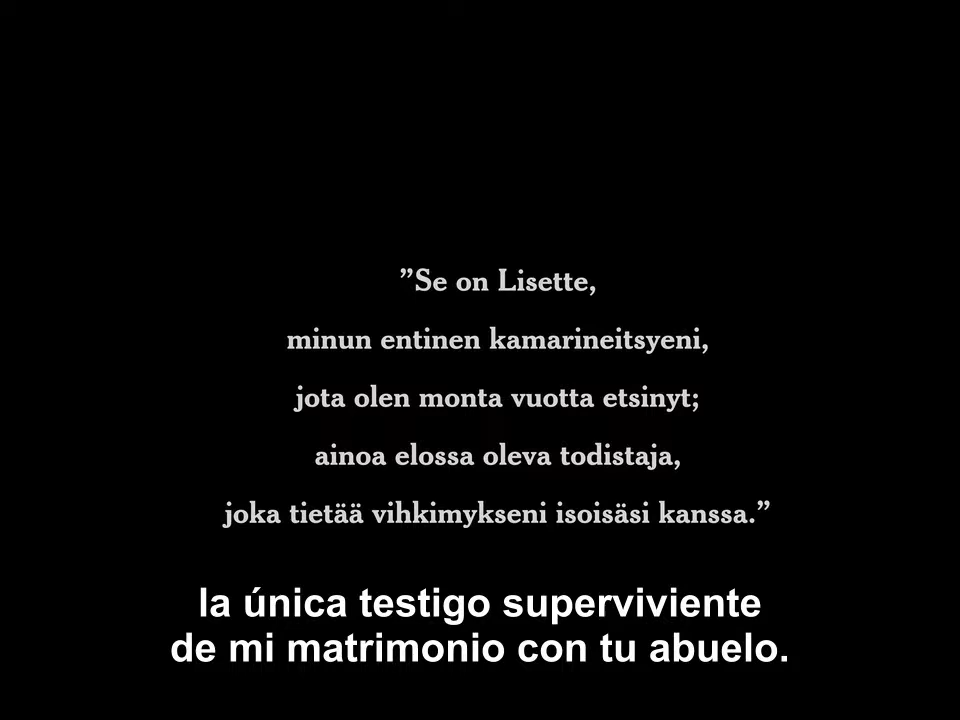 ”Se on Lisette,
minun entinen kamarineitsyeni,
jota olen monta vuotta etsinyt;
ainoa elossa oleva todistaja,
joka tietää vihkimykseni isoisäsi kanssa.”
la única testigo superviviente
de mi matrimonio con tu abuelo.